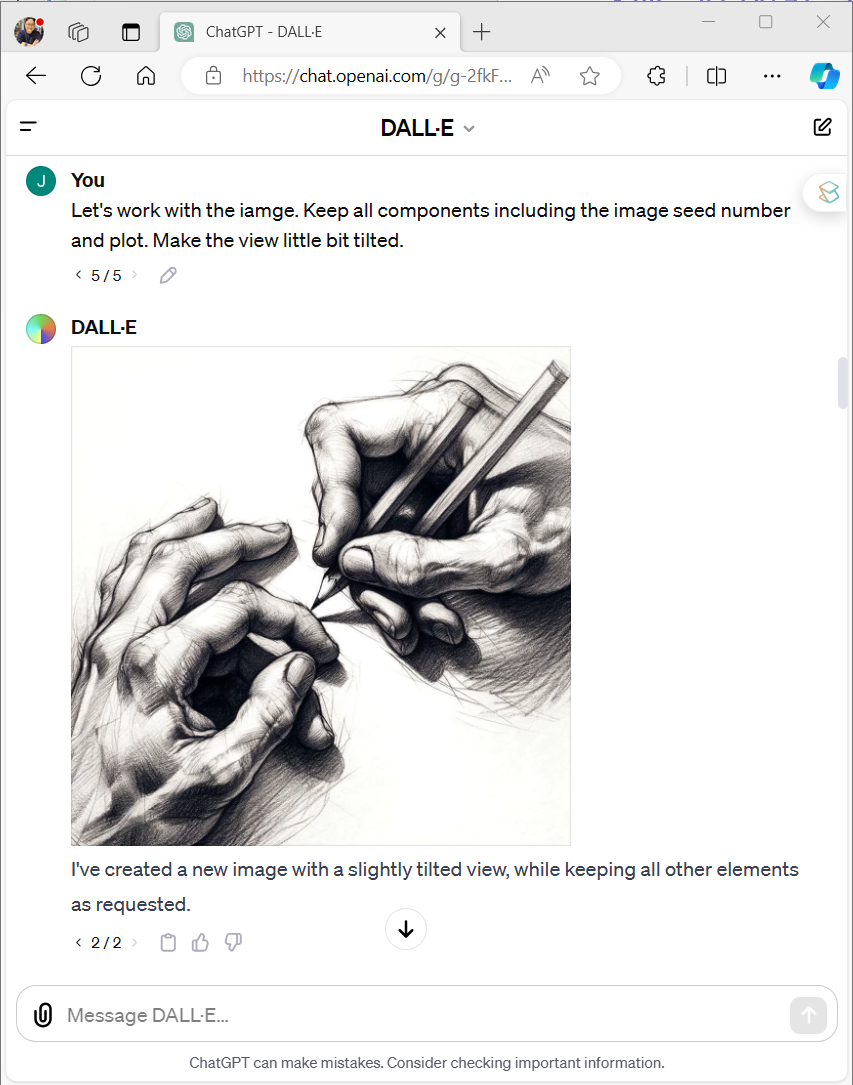 ChatGPT - DALL·E
https://chat.openai.com/g/g-2fkF...
DALL·E
J
You
Let's work with the iamge. Keep all components including the image seed number
and plot. Make the view little bit tilted.
5 / 5
DALL·E
I've created a new image with a slightly tilted view, while keeping all other elements
as requested.
2 / 2
Message DALL·E...
ChatGPT can make mistakes. Consider checking important information.